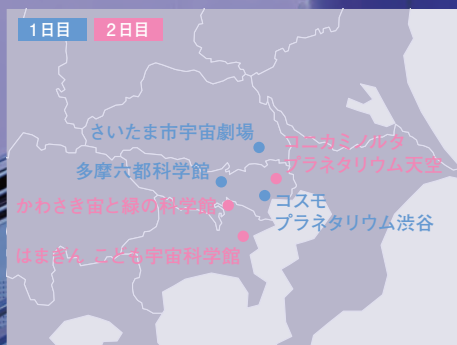 1日目
2日目
さいたま市宇宙劇場
コニカミノルタ
プラネタリウム天空
多摩六都科学館
かわさき宙と緑の科学館
コスモ
プラネタリウム渋谷
はまぎん こども宇宙科学館